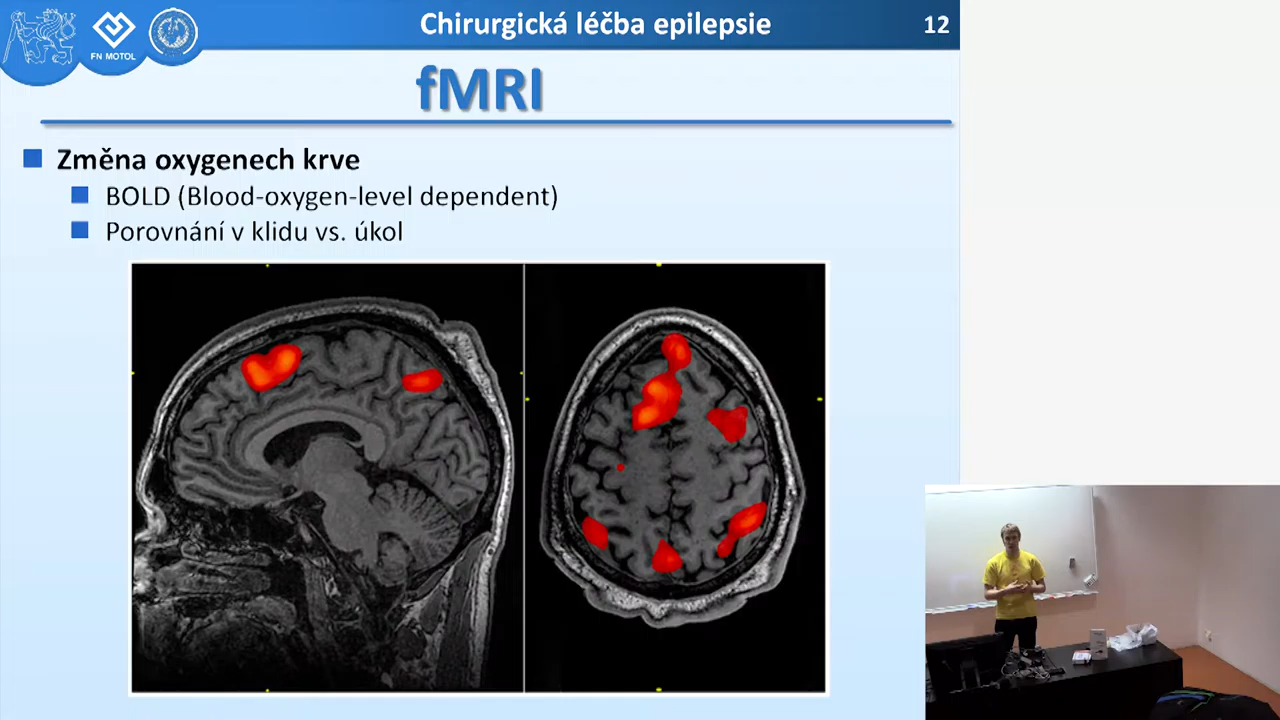 Chirurgická léčba epilepsie
12
FN MOTOL
fMRI
Změna oxygenech krve
BOLD (Blood-oxygen-level dependent)
Porovnání v klidu vs. úkol